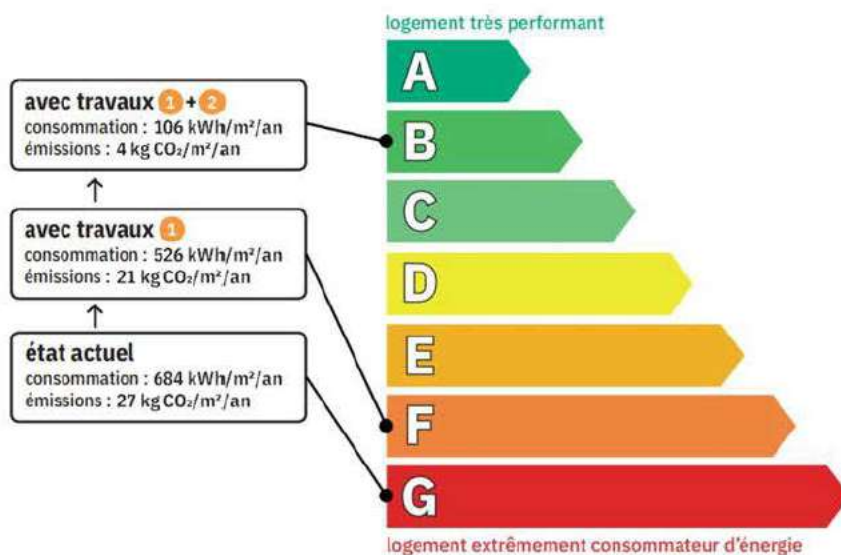 logement très performant
avec travaux 1 + 2
consommation : 106 kWh/m²/an
émissions : 4 kg CO₂/m²/an
avec travaux 1
consommation : 526 kWh/m²/an
émissions : 21 kg CO₂/m²/an
état actuel
consommation : 684 kWh/m²/an
émissions : 27 kg CO₂/m²/an
A
B
C
D
E
F
G
logement extrêmement consommateur d'énergie